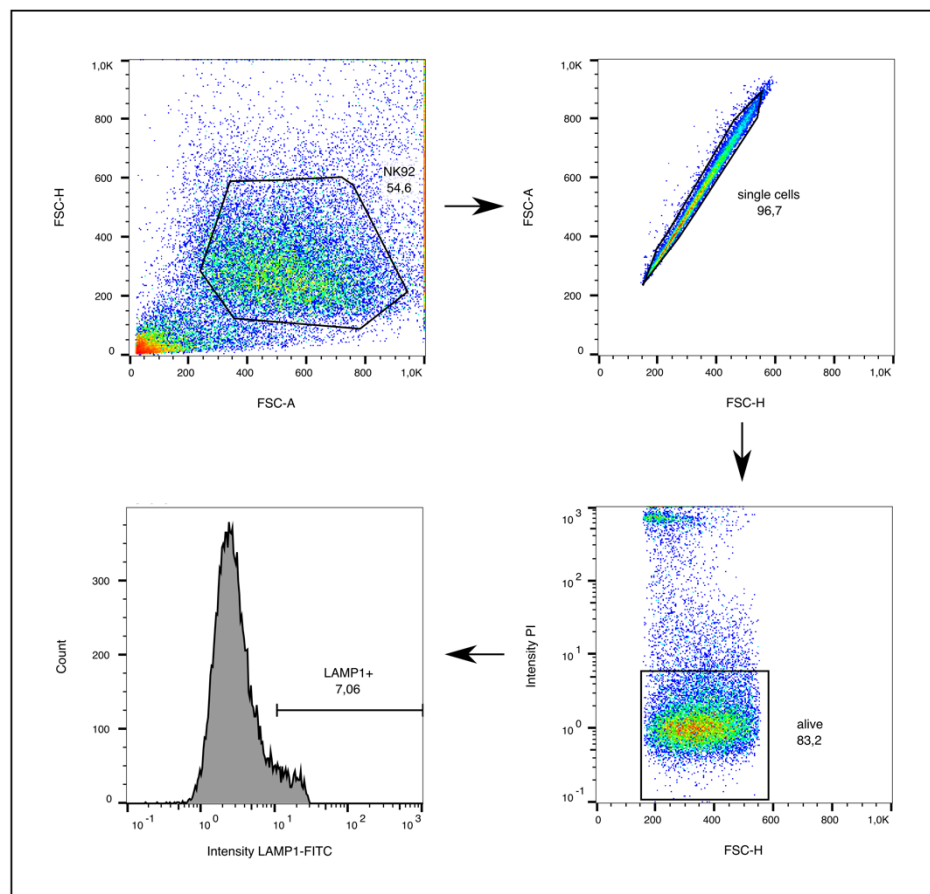 1,0K
800
600
400
200
0
FSC-H
NK92
54,6
0
200
400
600
800
1,0K
FSC-A
1,0K
800
600
400
200
0
FSC-A
single cells
96,7
0
200
400
600
800
1,0K
FSC-H
300
200
100
0
Count
LAMP1+
7,06
10-1
100
101
102
103
Intensity LAMP1-FITC
103
102
101
100
10-1
Intensity PI
alive
83,2
0
200
400
600
800
1,0K
FSC-H